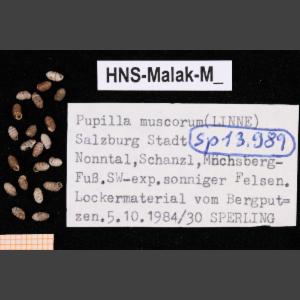 HNS-Malak-M_
Pupilla muscorum(LINNE)
Salzburg Stadt sp13.989
Nonntal,Schanzl,Möchsberg-
Fuß.SW-exp.sonniger Felsen.
Lockermaterial vom Bergput-
zen.5.10.1984/30 SPERLING